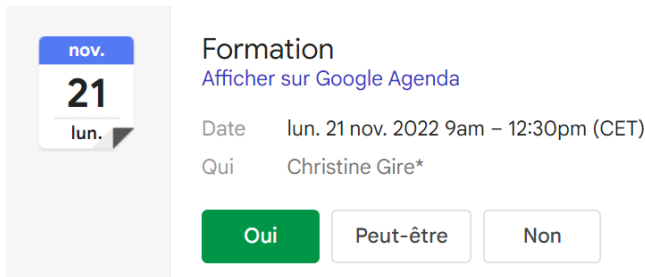 nov.
21
lun.
Formation
Afficher sur Google Agenda
Date lun. 21 nov. 2022 9am – 12:30pm (CET)
Qui Christine Gire*
Oui Peut-être Non